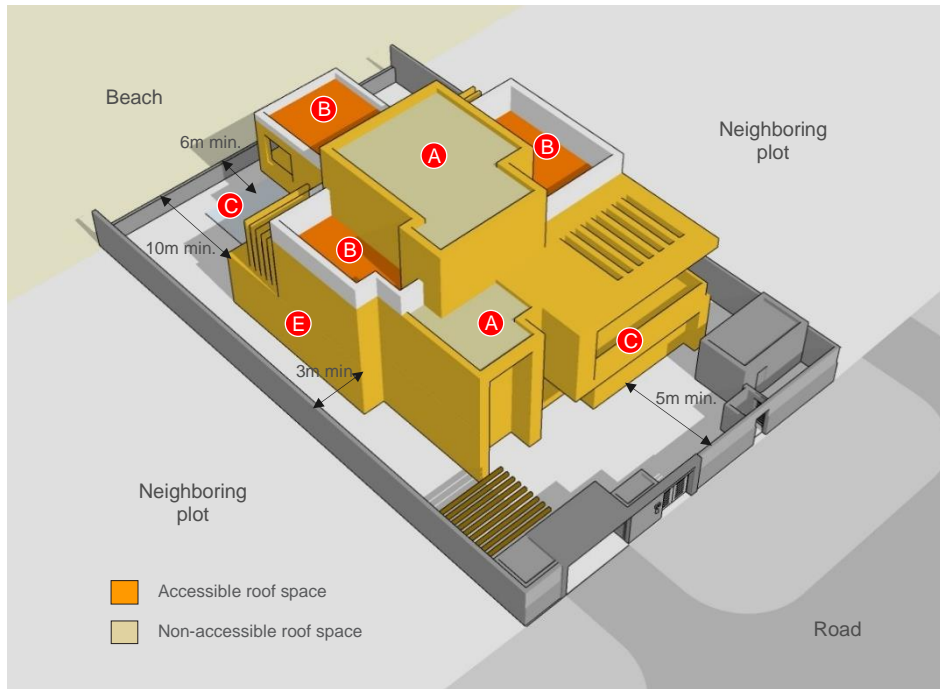 Beach
B
Neighboring
plot
6m min.
A
B
C
10m min.
B
E
A
C
3m min.
5m min.
Neighboring
plot
Accessible roof space
Non-accessible roof space
Road